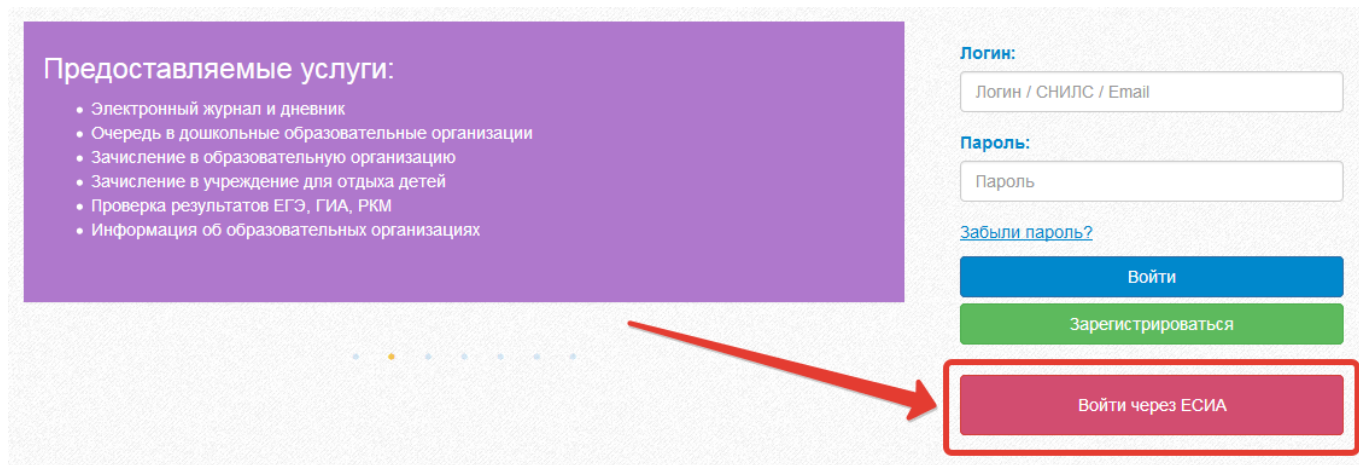 Предоставляемые услуги:
Электронный журнал и дневник
Очередь в дошкольные образовательные организации
Зачисление в образовательную организацию
Зачисление в учреждение для отдыха детей
Проверка результатов ЕГЭ, ГИА, РКМ
Информация об образовательных организациях
Логин:
Логин / СНИЛС / Email
Пароль:
Пароль
Забыли пароль?
Войти
Зарегистрироваться
Войти через ЕСИА